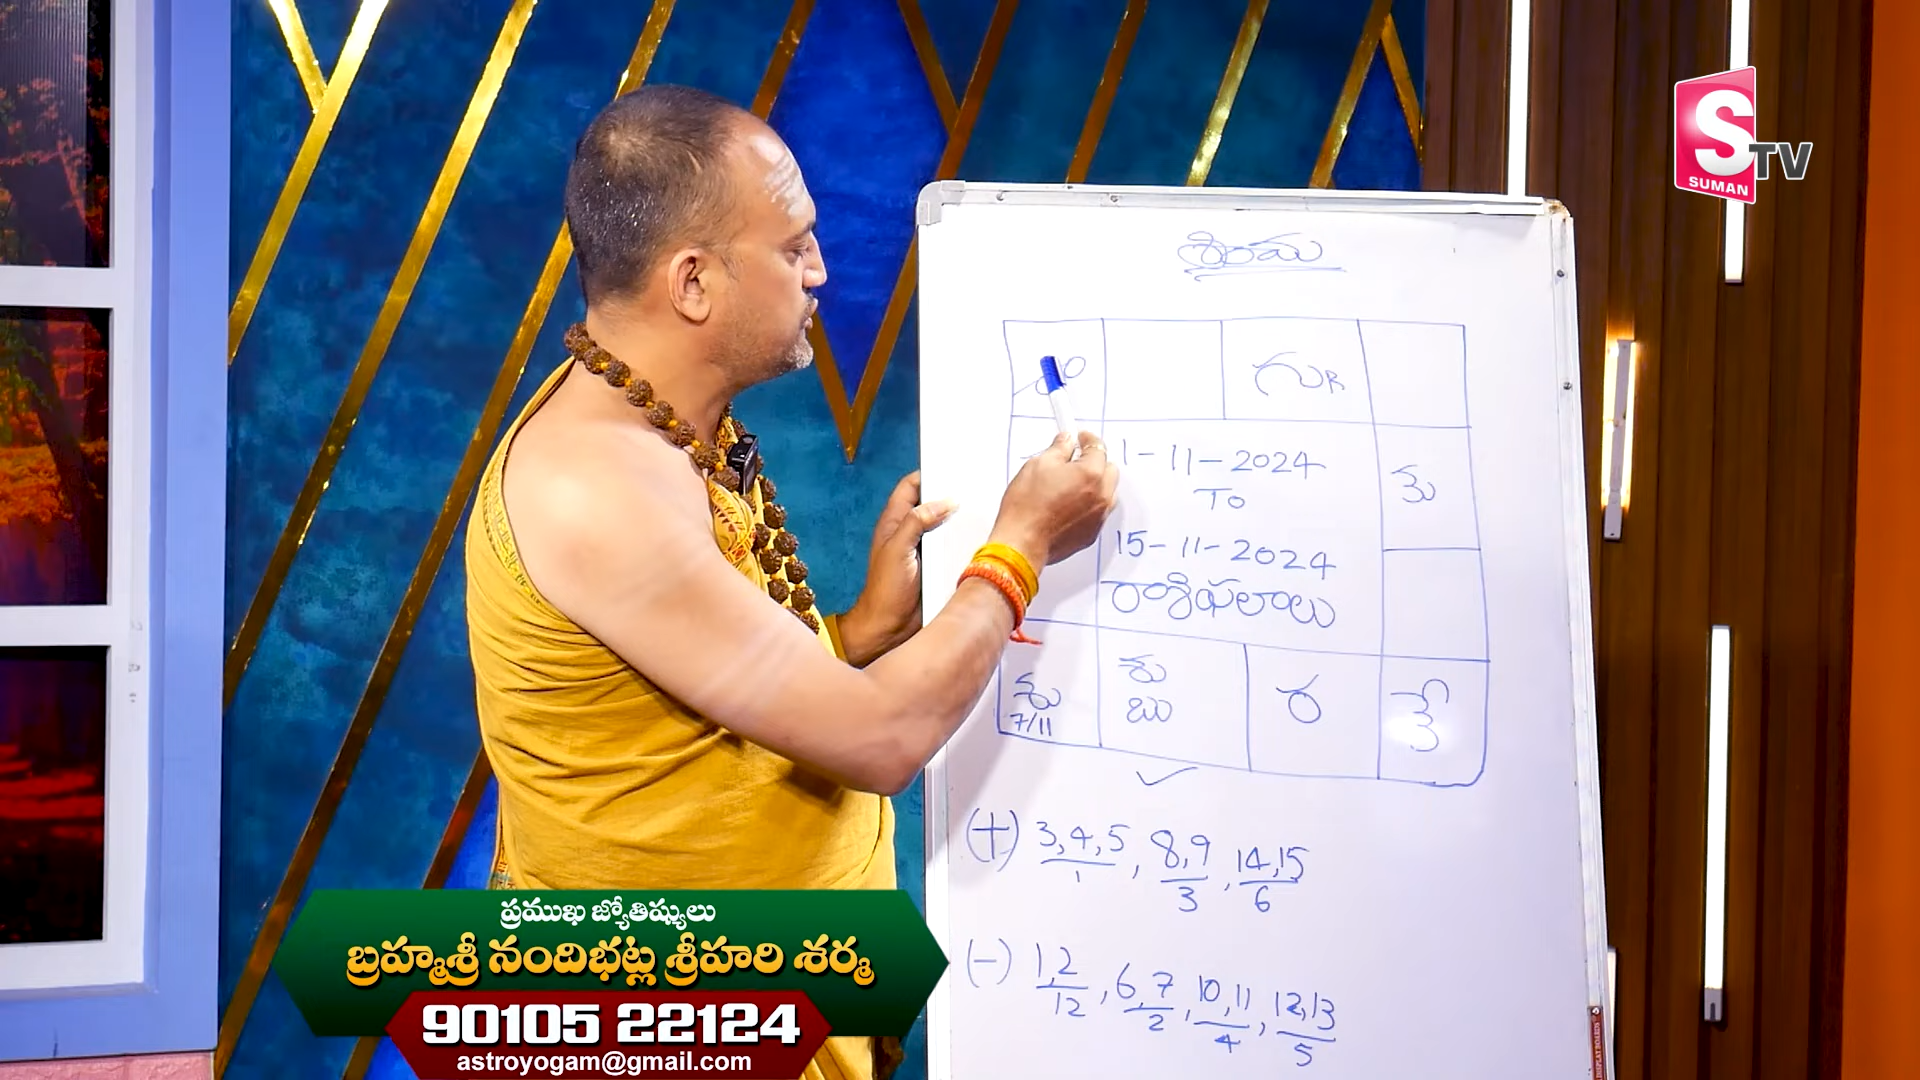 S
TV
SUMAN
గు R
1-11-2024
TO
కు
15-11-2024
రాశిఫలాలు
శు
7/11
శు
బు
ర
కే
(+) 3,4,5 , 8,9 , 14,15
1 3 6
(-) 1,2 , 6,7 , 10,11 , 12,13
12 2 4 5
ప్రముఖ జ్యోతిష్యులు
బ్రహ్మశ్రీ నందిభట్ల శ్రీహరి శర్మ
90105 22124
astroyogam@gmail.com